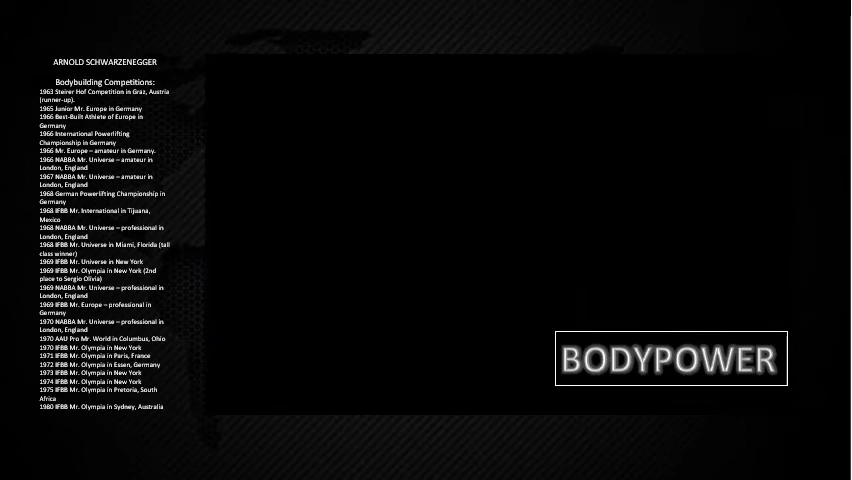 ARNOLD SCHWARZENEGGER
Bodybuilding Competitions:
1963 Steirer Hof Competition in Graz, Austria
(runner-up).
1965 Junior Mr. Europe in Germany
1966 Best-Built Athlete of Europe in
Germany
1966 International Powerlifting
Championship in Germany
1966 Mr. Europe – amateur in Germany.
1966 NABBA Mr. Universe – amateur in
London, England
1967 NABBA Mr. Universe – amateur in
London, England
1968 German Powerlifting Championship in
Germany
1968 IFBB Mr. International in Tijuana,
Mexico
1968 NABBA Mr. Universe – professional in
London, England
1968 IFBB Mr. Universe in Miami, Florida (tall
class winner)
1969 IFBB Mr. Universe in New York
1969 IFBB Mr. Olympia in New York (2nd
place to Sergio Olivia)
1969 NABBA Mr. Universe – professional in
London, England
1969 IFBB Mr. Europe – professional in
Germany
1970 NABBA Mr. Universe – professional in
London, England
1970 AAU Pro Mr. World in Columbus, Ohio
1970 IFBB Mr. Olympia in New York
1971 IFBB Mr. Olympia in Paris, France
1972 IFBB Mr. Olympia in Essen, Germany
1973 IFBB Mr. Olympia in New York
1974 IFBB Mr. Olympia in New York
1975 IFBB Mr. Olympia in Pretoria, South
Africa
1980 IFBB Mr. Olympia in Sydney, Australia
BODYPOWER